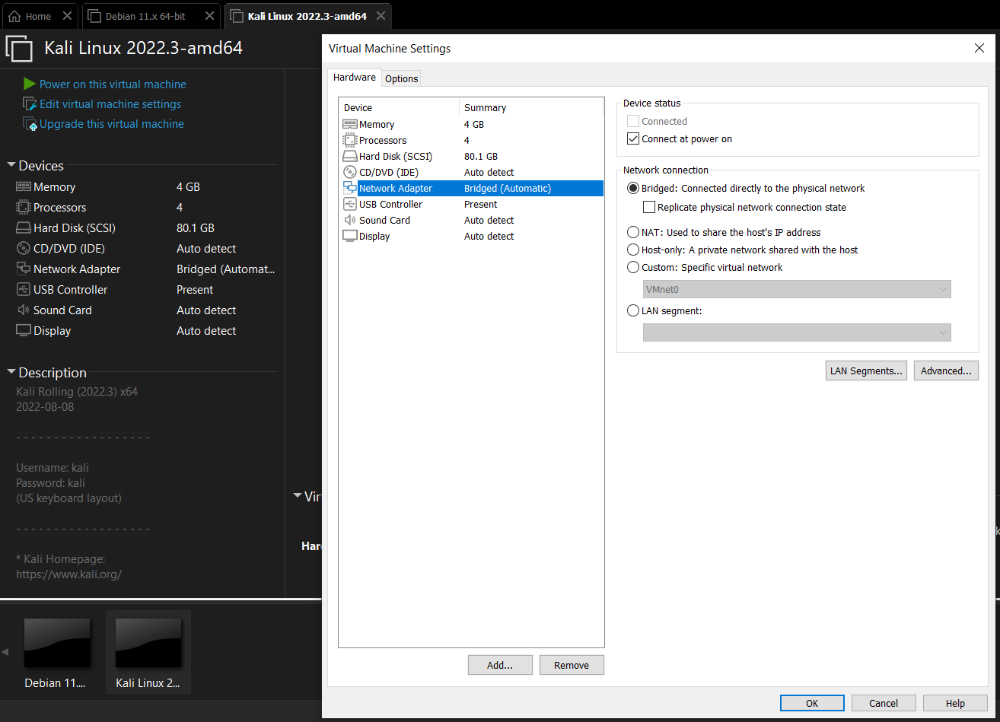 Home
Debian 11.x 64-bit
Kali Linux 2022.3-amd64
Kali Linux 2022.3-amd64
Power on this virtual machine
Edit virtual machine settings
Upgrade this virtual machine
Devices
Memory 4 GB
Processors 4
Hard Disk (SCSI) 80.1 GB
CD/DVD (IDE) Auto detect
Network Adapter Bridged (Automat...
USB Controller Present
Sound Card Auto detect
Display Auto detect
Description
Kali Rolling (2022.3) x64
2022-08-08
- - - - - - - - - - - - - - - - - -
Username: kali
Password: kali
(US keyboard layout)
- - - - - - - - - - - - - - - - - -
* Kali Homepage:
https://www.kali.org/
Debian 11....
Kali Linux 2...
Virtual Machine Settings
Hardware Options
Device Summary
Memory 4 GB
Processors 4
Hard Disk (SCSI) 80.1 GB
CD/DVD (IDE) Auto detect
Network Adapter Bridged (Automatic)
USB Controller Present
Sound Card Auto detect
Display Auto detect
Add... Remove
Device status
Connected
Connect at power on
Network connection
Bridged: Connected directly to the physical network
Replicate physical network connection state
NAT: Used to share the host's IP address
Host-only: A private network shared with the host
Custom: Specific virtual network
VMnet0
LAN segment:
LAN Segments... Advanced...
OK Cancel Help